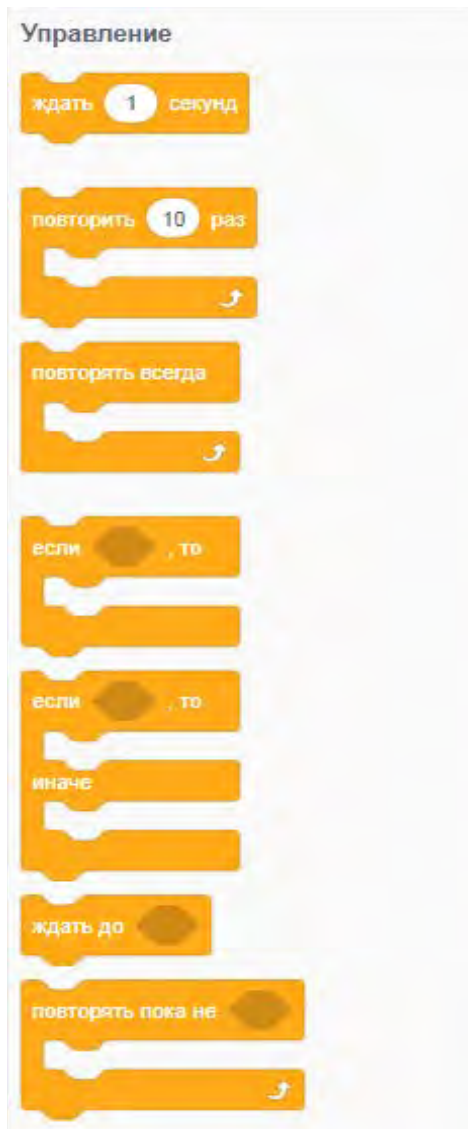 Управление
ждать 1 секунд
повторить 10 раз
повторять всегда
если , то
если , то
иначе
ждать до
повторять пока не